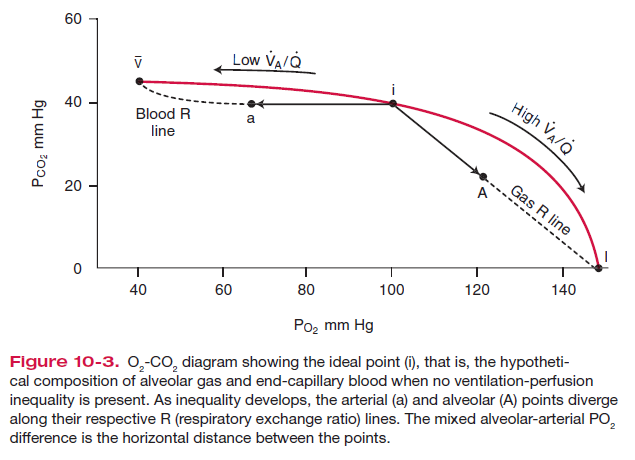 60
40
20
0
PCO₂ mm Hg
v̄
Low V̇A/Q̇
i
High V̇A/Q̇
Blood R
line
a
A
Gas R line
I
40 60 80 100 120 140
PO₂ mm Hg
Figure 10-3. O₂-CO₂ diagram showing the ideal point (i), that is, the hypotheti-
cal composition of alveolar gas and end-capillary blood when no ventilation-perfusion
inequality is present. As inequality develops, the arterial (a) and alveolar (A) points diverge
along their respective R (respiratory exchange ratio) lines. The mixed alveolar-arterial PO₂
difference is the horizontal distance between the points.